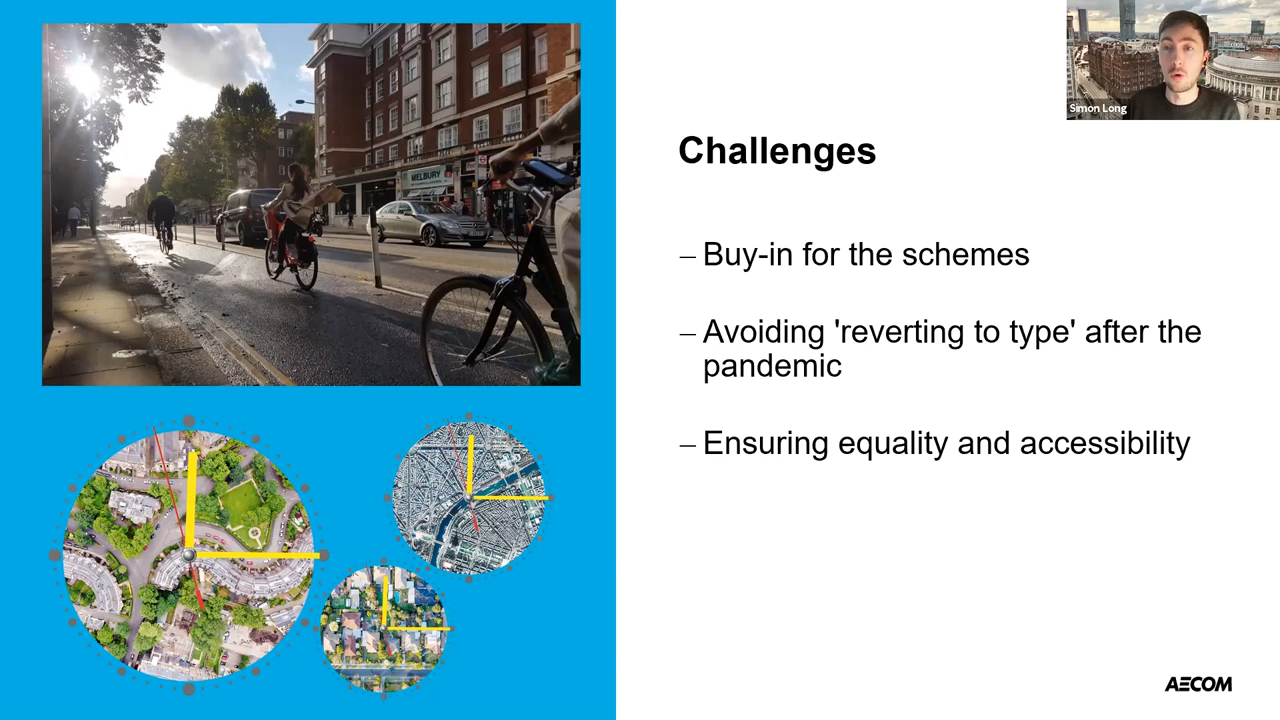 MELBURY
Simon Long
Challenges
– Buy-in for the schemes
– Avoiding 'reverting to type' after the
pandemic
– Ensuring equality and accessibility
AECOM